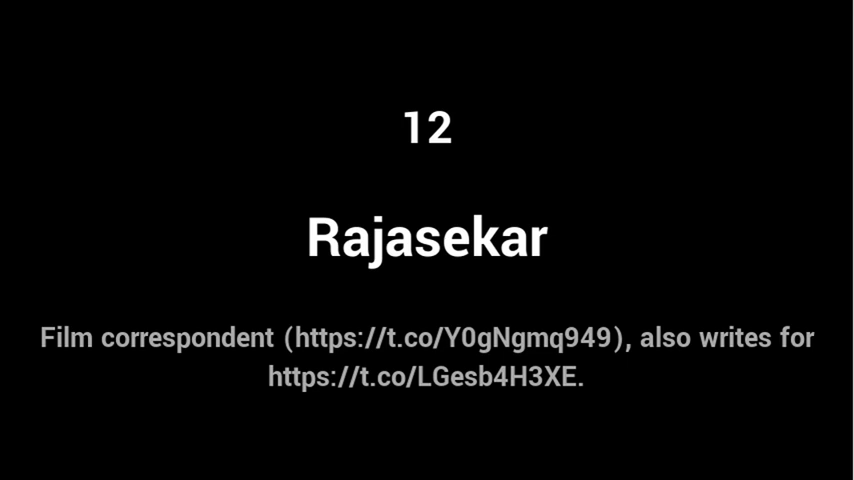 12
Rajasekar
Film correspondent (https://t.co/Y0gNgmq949), also writes for
https://t.co/LGesb4H3XE.